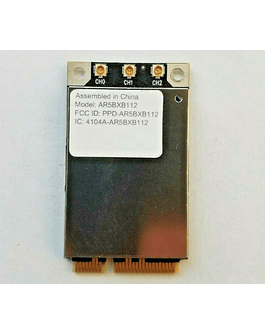 CH0 CH1 CH2
Assembled in China
Model: AR5BXB112
FCC ID: PPD-AR5BXB112
IC: 4104A-AR5BXB112